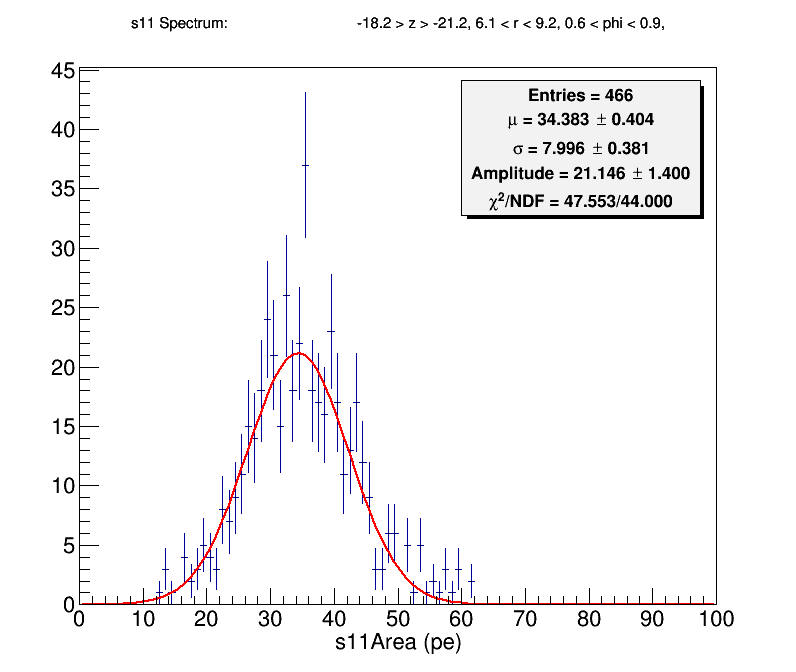 s11 Spectrum: -18.2 > z > -21.2, 6.1 < r < 9.2, 0.6 < phi < 0.9,
Entries = 466
μ = 34.383 ± 0.404
σ = 7.996 ± 0.381
Amplitude = 21.146 ± 1.400
χ²/NDF = 47.553/44.000
45
40
35
30
25
20
15
10
5
0
0 10 20 30 40 50 60 70 80 90 100
s11Area (pe)